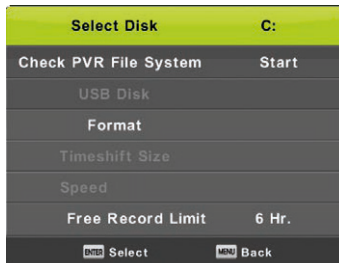 Select Disk C:
Check PVR File System Start
USB Disk
Format
Timeshift Size
Speed
Free Record Limit 6 Hr.
ENTER Select MENU Back